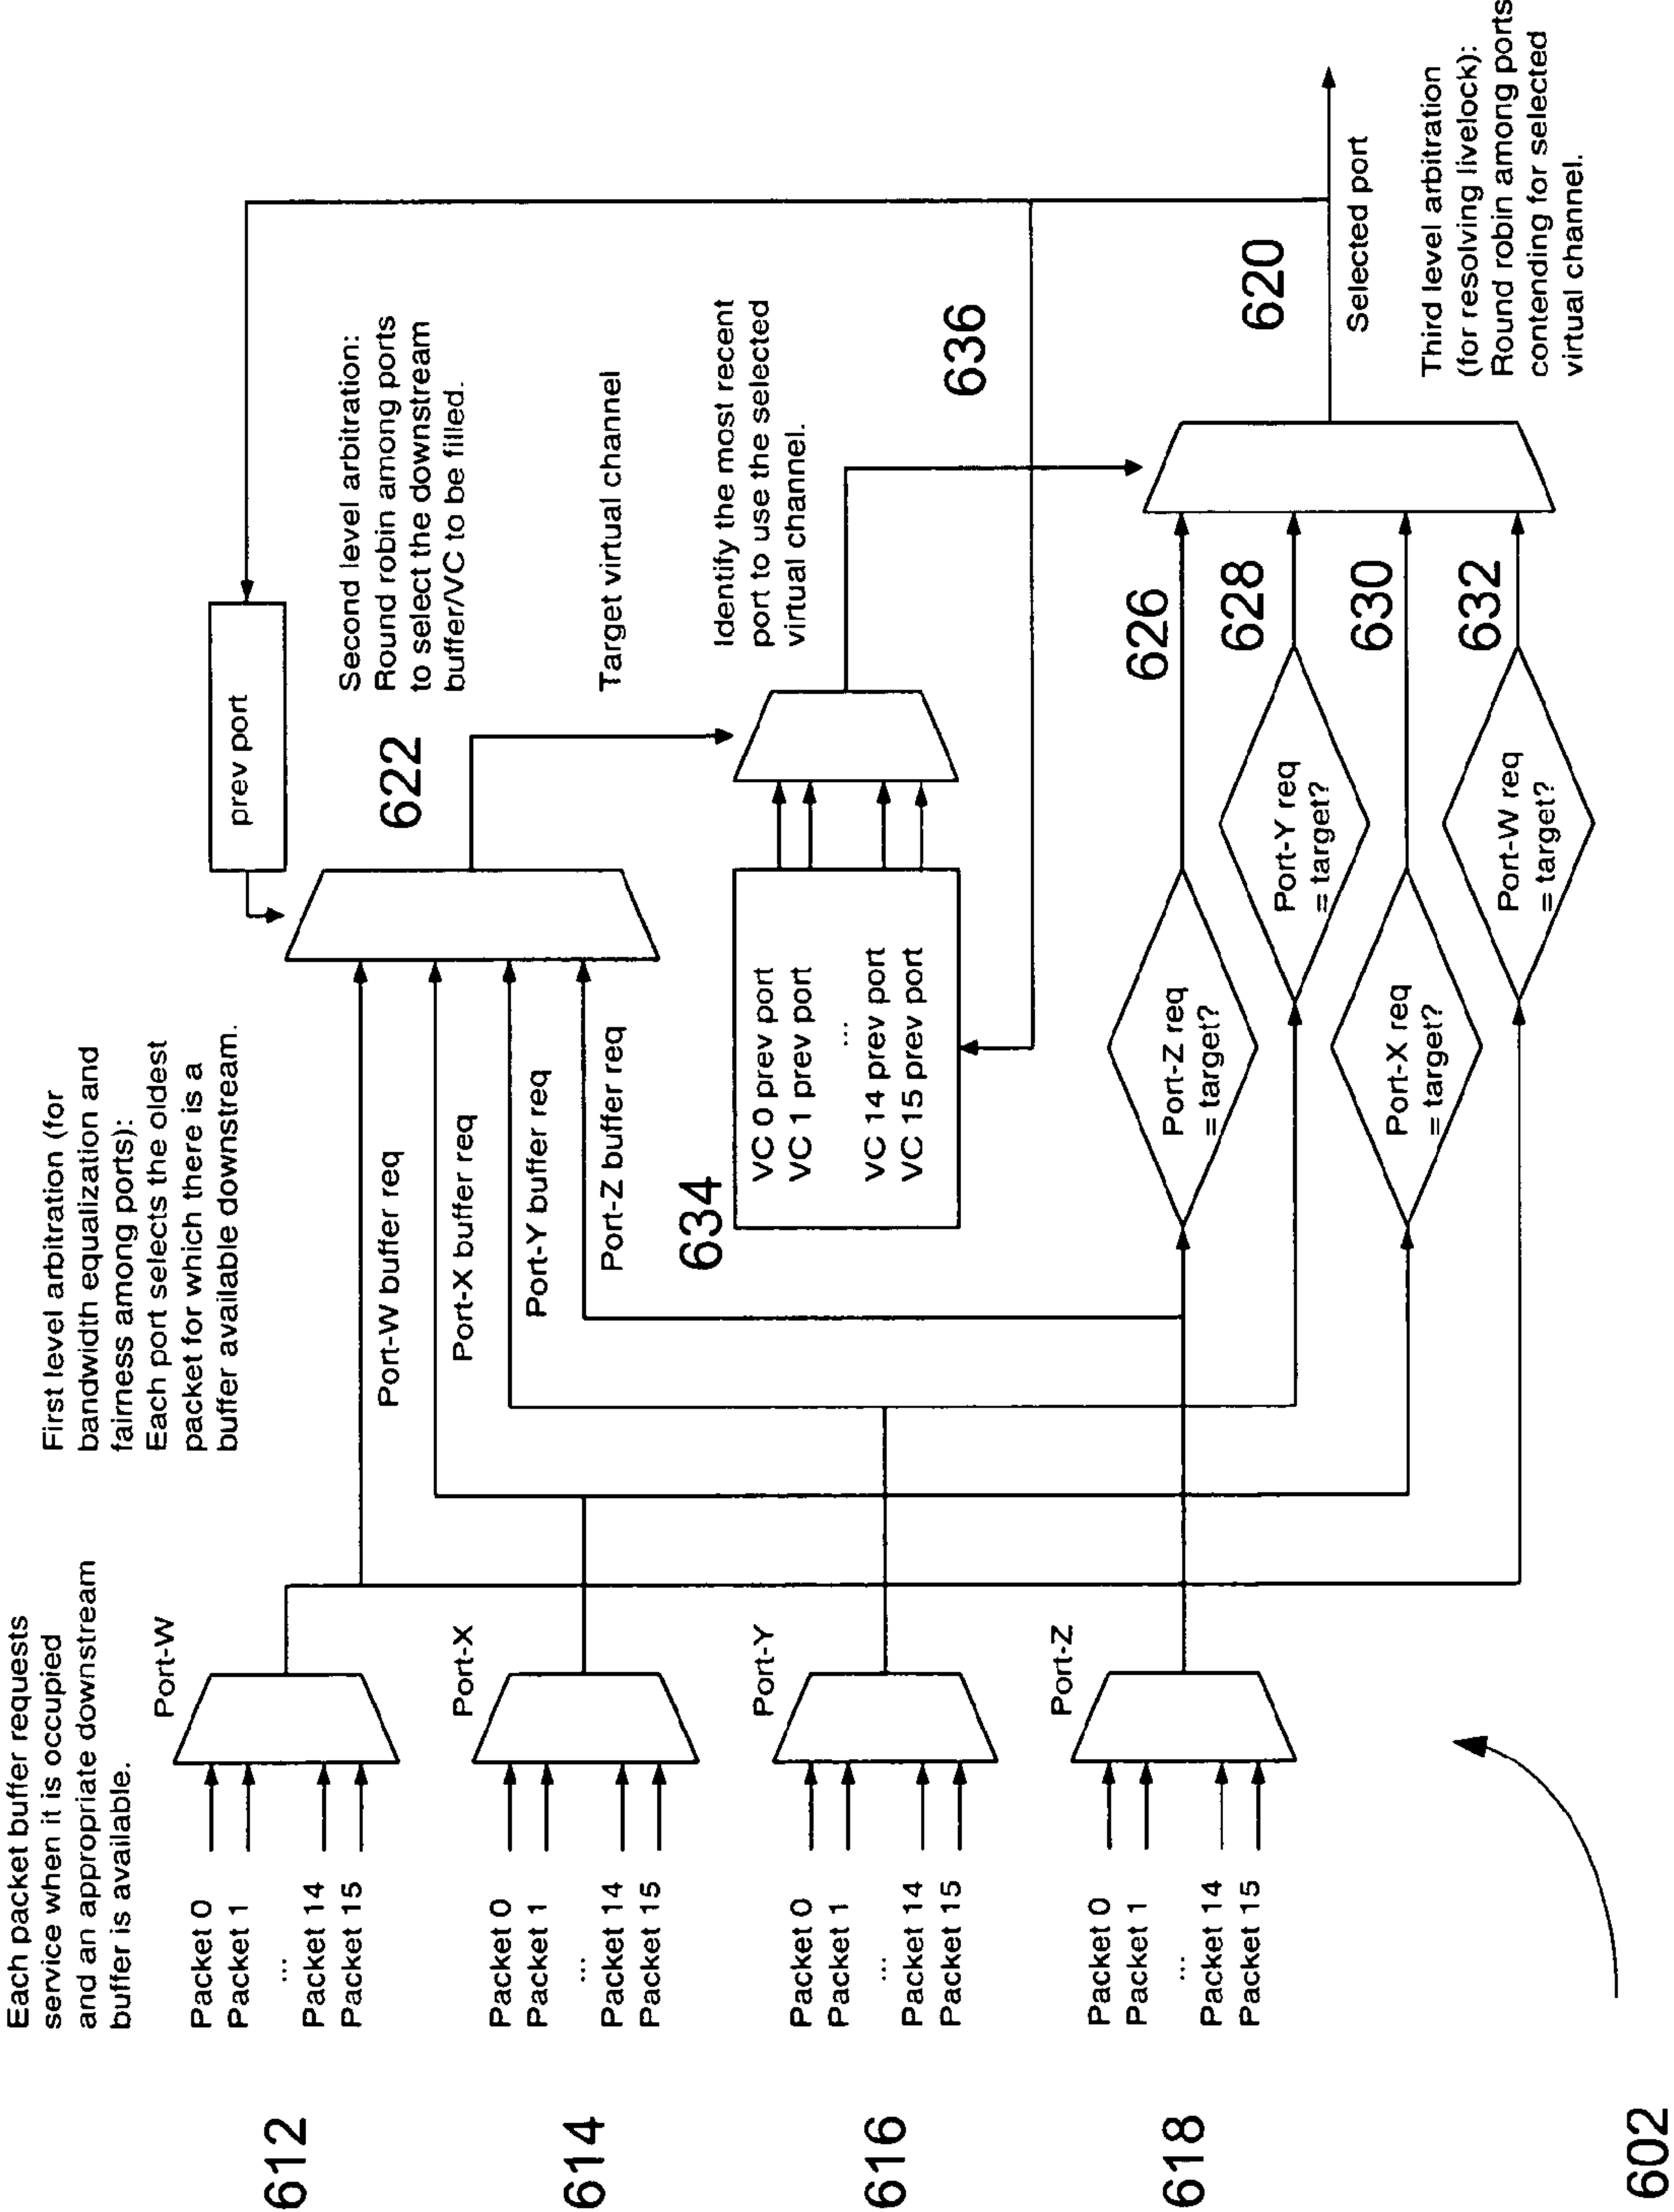 Each packet buffer requests
service when it is occupied
and an appropriate downstream
buffer is available.
First level arbitration (for
bandwidth equalization and
fairness among ports):
Each port selects the oldest
packet for which there is a
buffer available downstream.
prev port
612
Packet 0
Packet 1
...
Packet 14
Packet 15
Port-W
Port-W buffer req
Port-X buffer req
Port-Y buffer req
Port-Z buffer req
622
Second level arbitration:
Round robin among ports
to select the downstream
buffer/VC to be filled.
614
Packet 0
Packet 1
...
Packet 14
Packet 15
Port-X
Target virtual channel
634
VC 0 prev port
VC 1 prev port
...
VC 14 prev port
VC 15 prev port
Identify the most recent
port to use the selected
virtual channel.
616
Packet 0
Packet 1
...
Packet 14
Packet 15
Port-Y
636
618
Packet 0
Packet 1
...
Packet 14
Packet 15
Port-Z
Port-Z req
= target?
626
Port-Y req
= target?
628
Port-X req
= target?
630
Port-W req
= target?
632
620
Selected port
Third level arbitration
(for resolving livelock):
Round robin among ports
contending for selected
virtual channel.
602